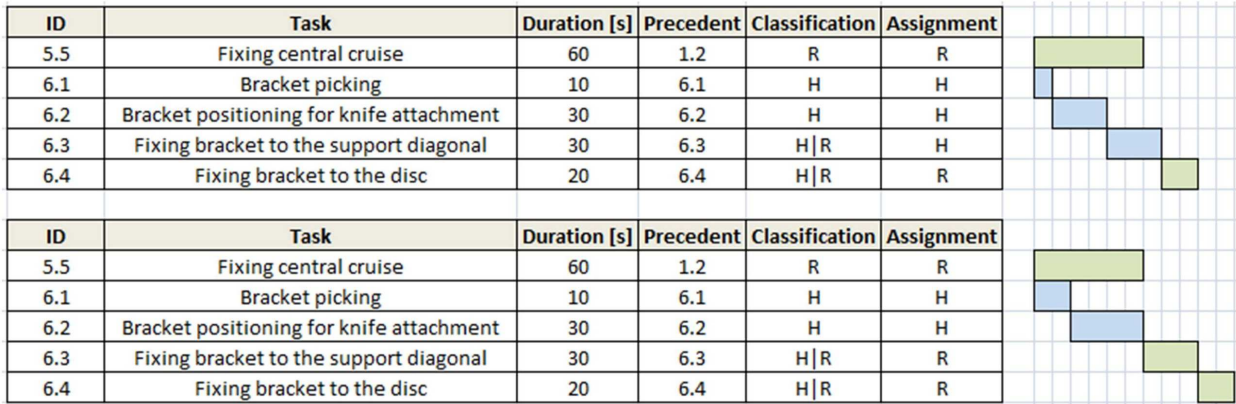 ID Task Duration [s] Precedent Classification Assignment
5.5 Fixing central cruise 60 1.2 R R
6.1 Bracket picking 10 6.1 H H
6.2 Bracket positioning for knife attachment 30 6.2 H H
6.3 Fixing bracket to the support diagonal 30 6.3 H|R H
6.4 Fixing bracket to the disc 20 6.4 H|R R
ID Task Duration [s] Precedent Classification Assignment
5.5 Fixing central cruise 60 1.2 R R
6.1 Bracket picking 10 6.1 H H
6.2 Bracket positioning for knife attachment 30 6.2 H H
6.3 Fixing bracket to the support diagonal 30 6.3 H|R R
6.4 Fixing bracket to the disc 20 6.4 H|R R